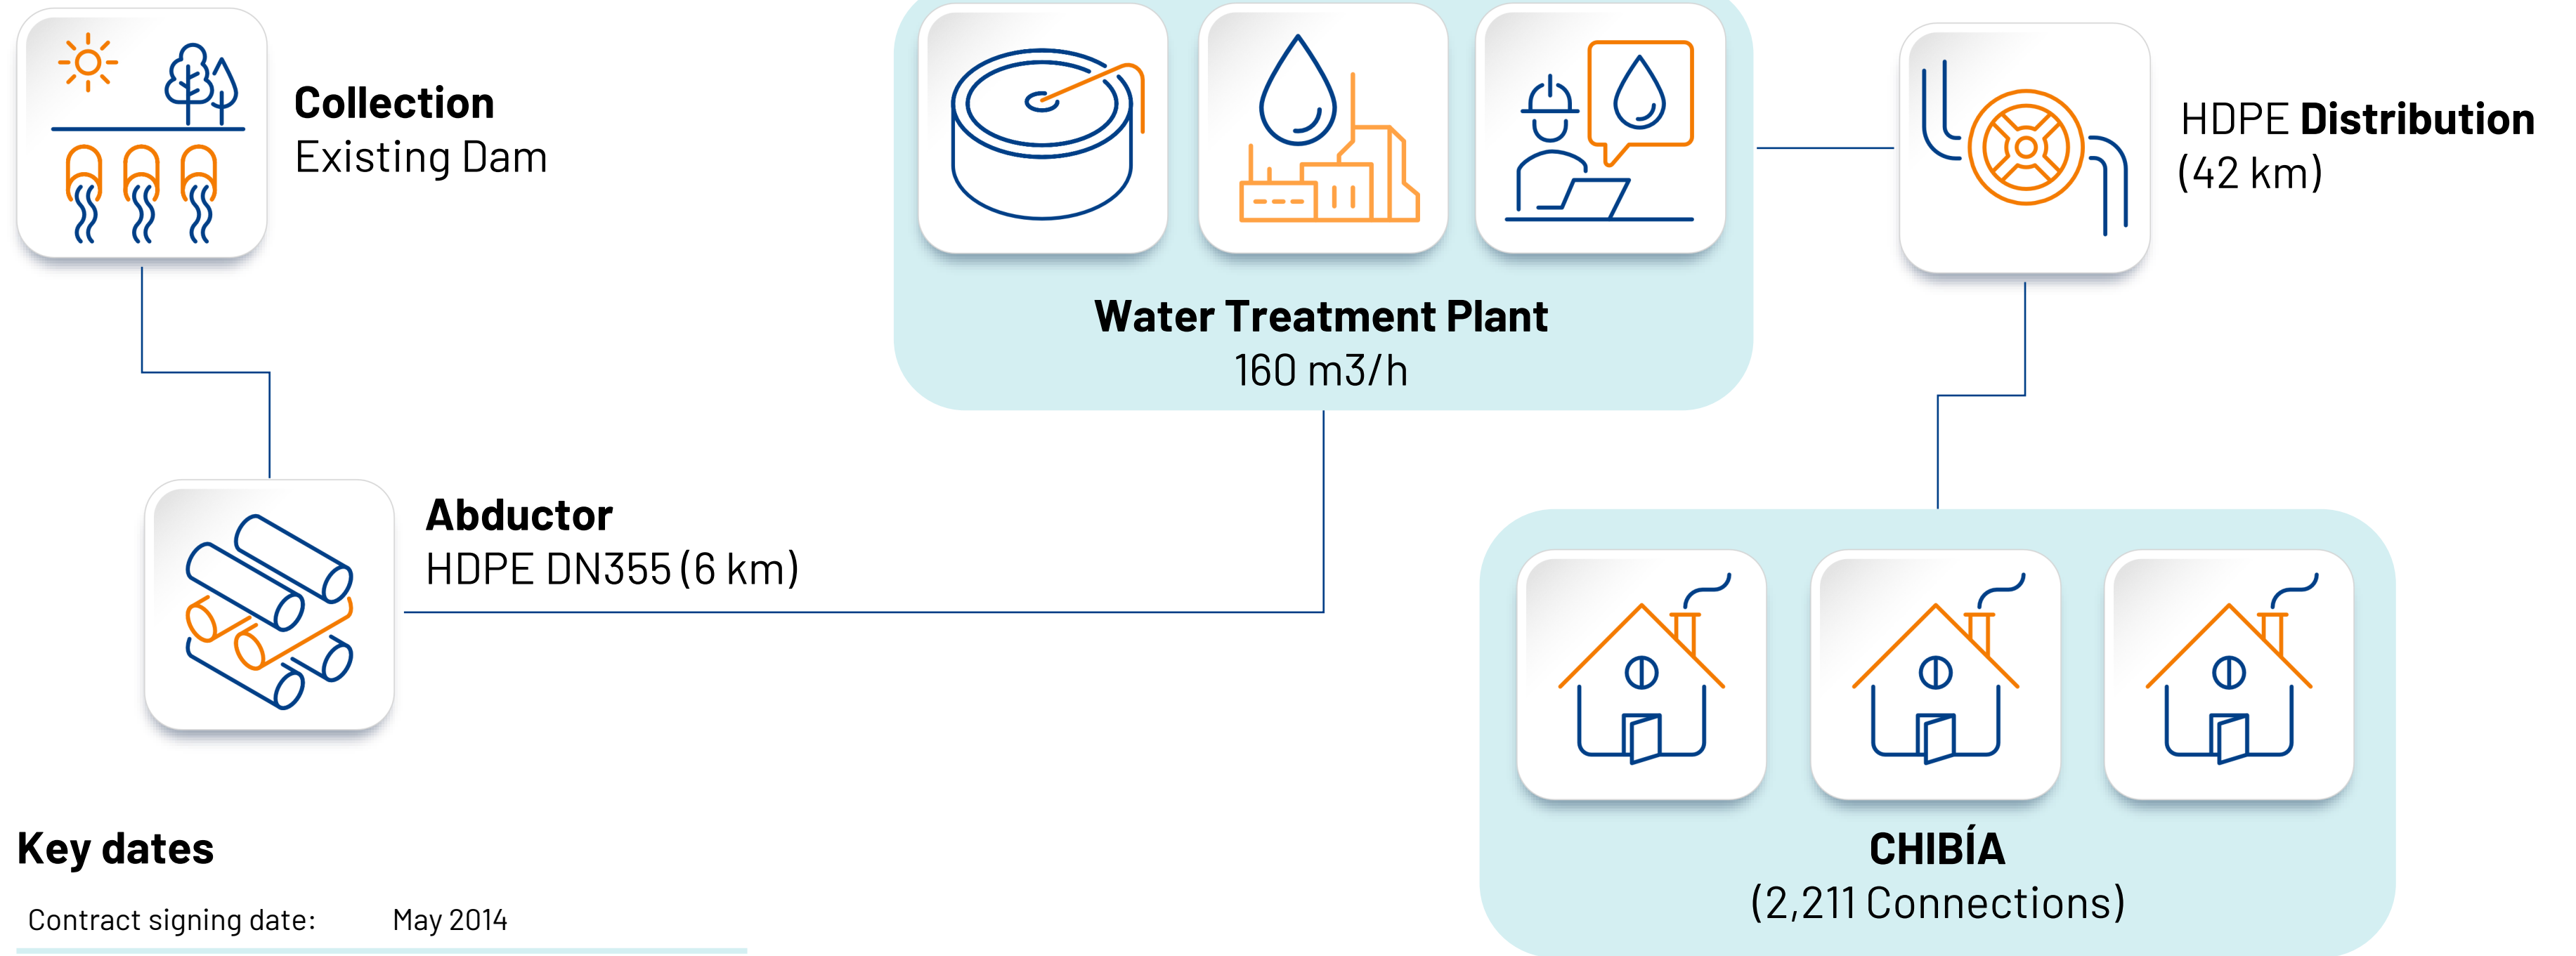 Collection
Existing Dam
Water Treatment Plant
160 m3/h
HDPE Distribution
(42 km)
Abductor
HDPE DN355 (6 km)
CHIBÍA
(2,211 Connections)
Key dates
Contract signing date: May 2014